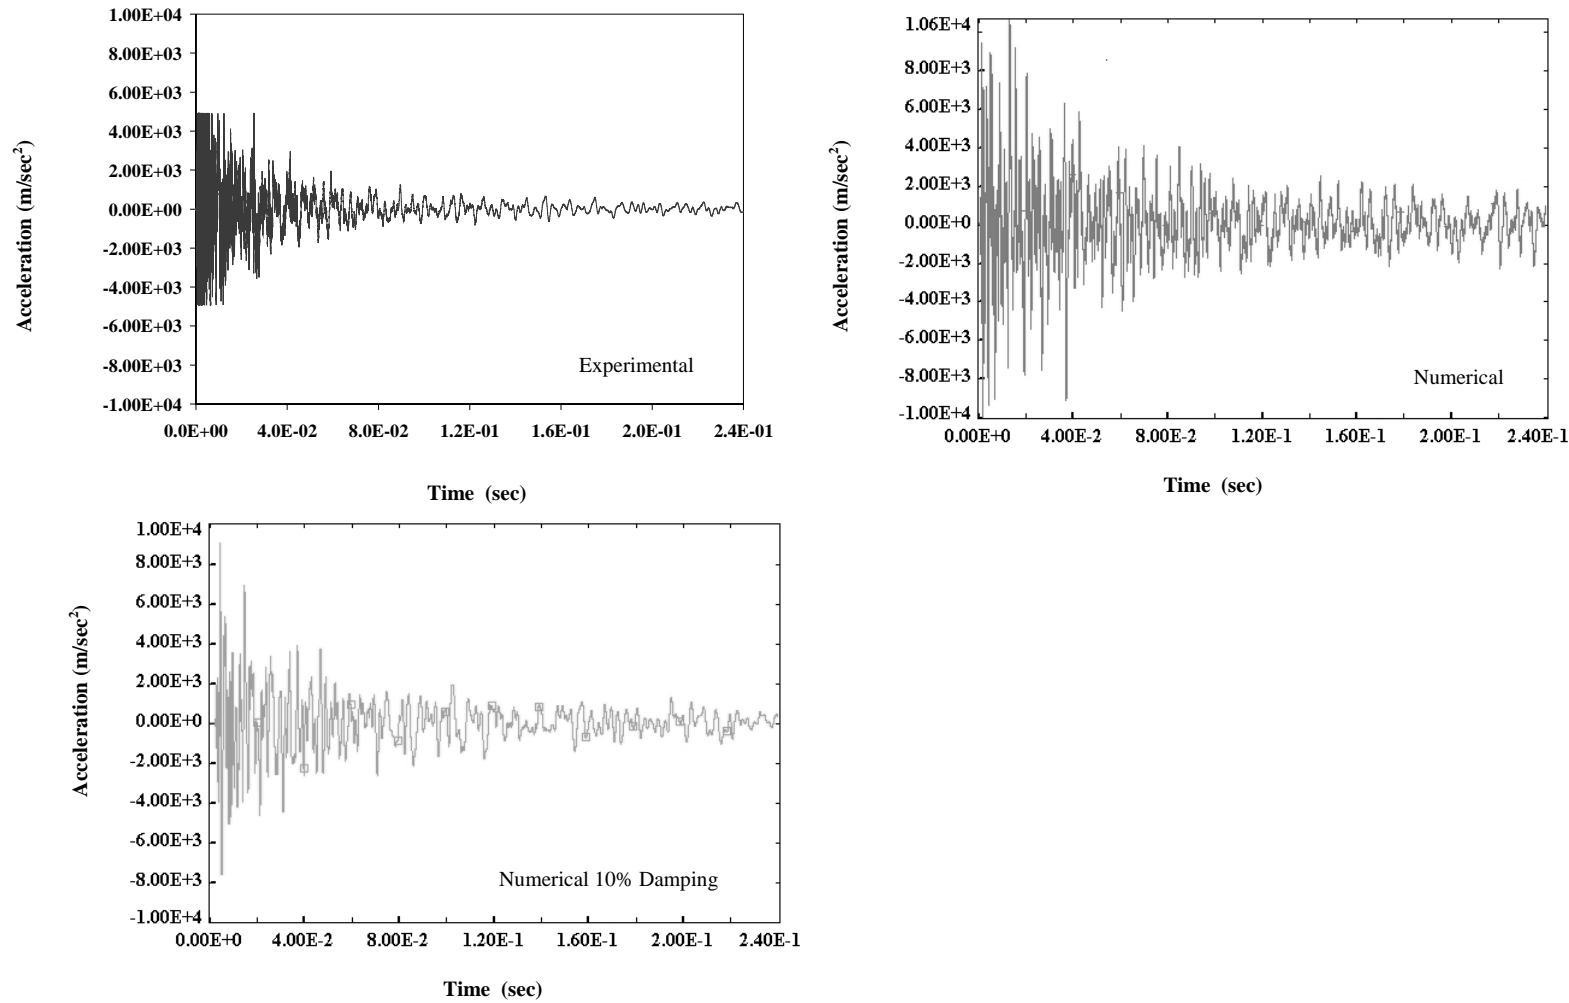 Acceleration (m/sec²)
1.00E+04
8.00E+03
6.00E+03
4.00E+03
2.00E+03
0.00E+00
-2.00E+03
-4.00E+03
-6.00E+03
-8.00E+03
-1.00E+04
Experimental
0.0E+00 4.0E-02 8.0E-02 1.2E-01 1.6E-01 2.0E-01 2.4E-01
Time (sec)
Acceleration (m/sec²)
1.06E+4
8.00E+3
6.00E+3
4.00E+3
2.00E+3
0.00E+0
-2.00E+3
-4.00E+3
-6.00E+3
-8.00E+3
-1.00E+4
Numerical
0.00E+0 4.00E-2 8.00E-2 1.20E-1 1.60E-1 2.00E-1 2.40E-1
Time (sec)
Acceleration (m/sec²)
1.00E+4
8.00E+3
6.00E+3
4.00E+3
2.00E+3
0.00E+0
-2.00E+3
-4.00E+3
-6.00E+3
-8.00E+3
-1.00E+4
Numerical 10% Damping
0.00E+0 4.00E-2 8.00E-2 1.20E-1 1.60E-1 2.00E-1 2.40E-1
Time (sec)